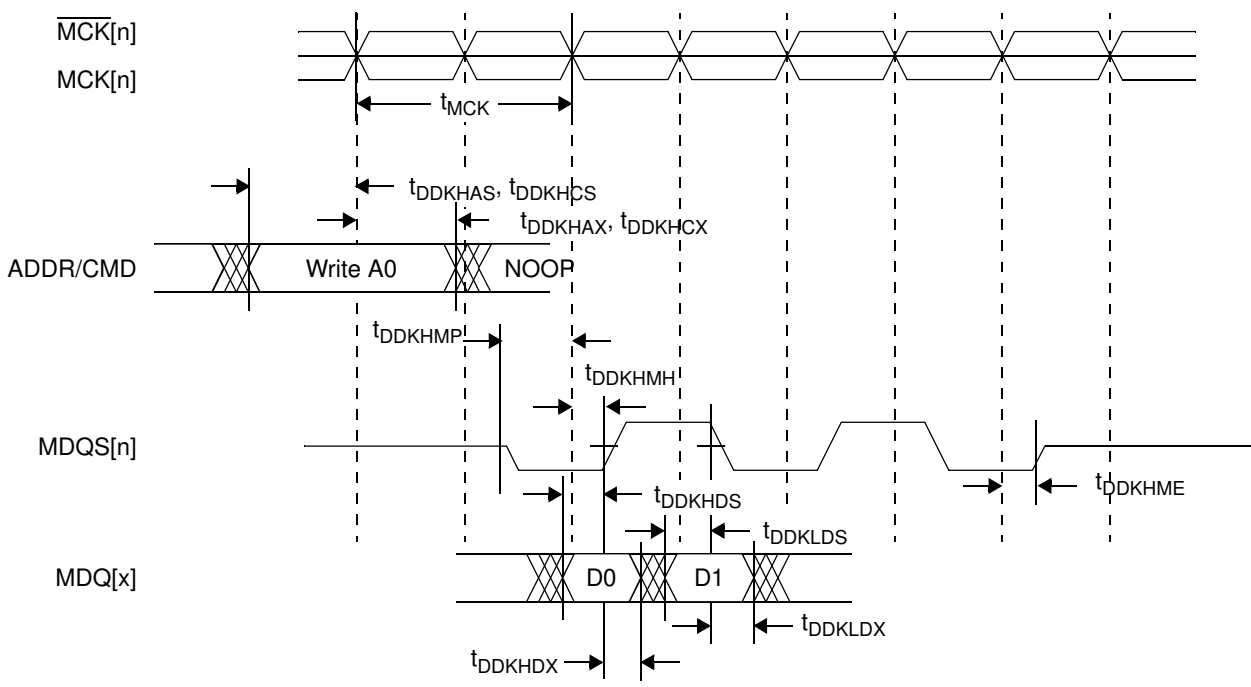 MCK[n]
MCK[n]
tMCK
tDDKHAS, tDDKHCS
tDDKHAX, tDDKHCX
ADDR/CMD
Write A0
NOOP
tDDKHMP
tDDKHMH
MDQS[n]
tDDKHME
tDDKHDS
tDDKLDS
MDQ[x]
D0
D1
tDDKLDX
tDDKHDX